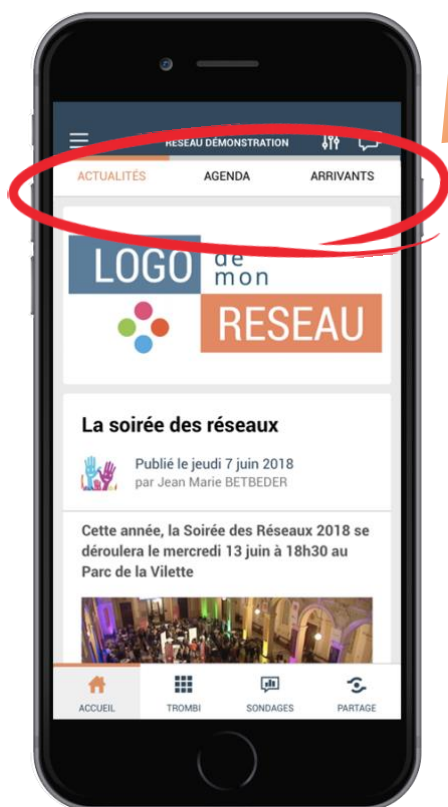 RESEAU DÉMONSTRATION
ACTUALITÉS AGENDA ARRIVANTS
LOGO de
mon
RESEAU
La soirée des réseaux
Publié le jeudi 7 juin 2018
par Jean Marie BETBEDER
Cette année, la Soirée des Réseaux 2018 se
déroulera le mercredi 13 juin à 18h30 au
Parc de la Vilette
ACCUEIL TROMBI SONDAGES PARTAGE